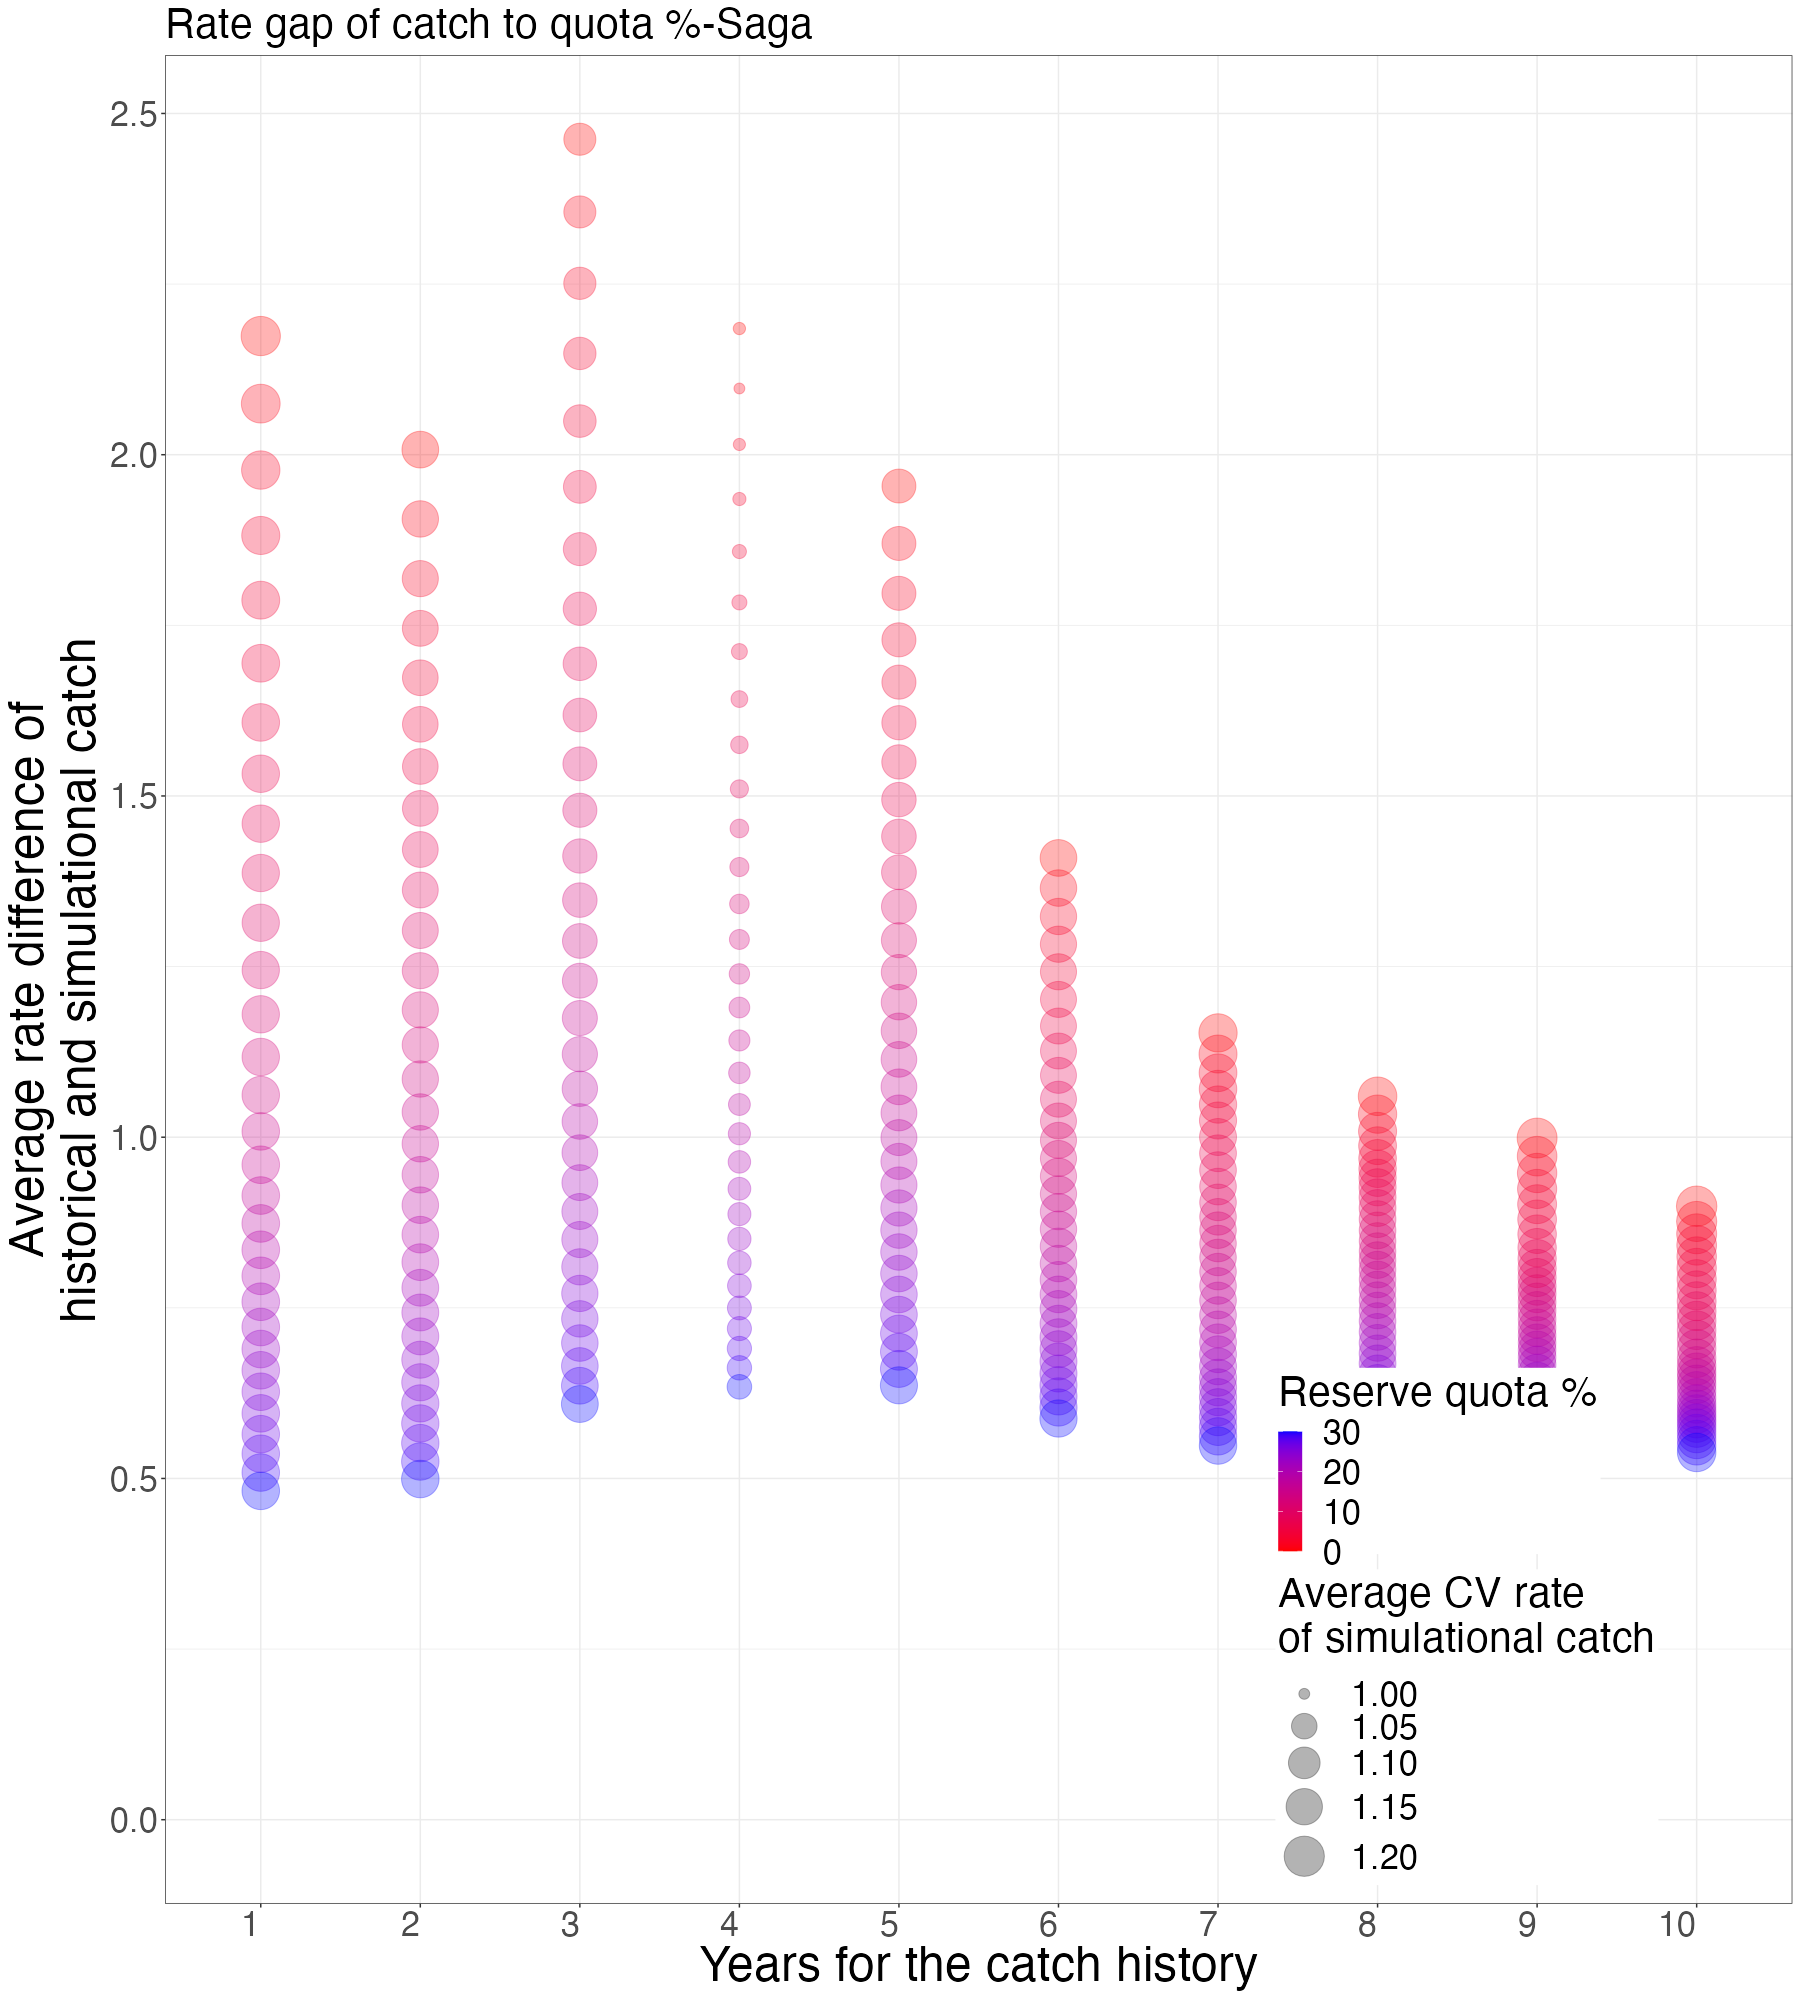 Rate gap of catch to quota %-Saga
2.5
2.0
1.5
1.0
0.5
0.0
Average rate difference of
historical and simulational catch
1 2 3 4 5 6 7 8 9 10
Years for the catch history
Reserve quota %
30
20
10
0
Average CV rate
of simulational catch
1.00
1.05
1.10
1.15
1.20